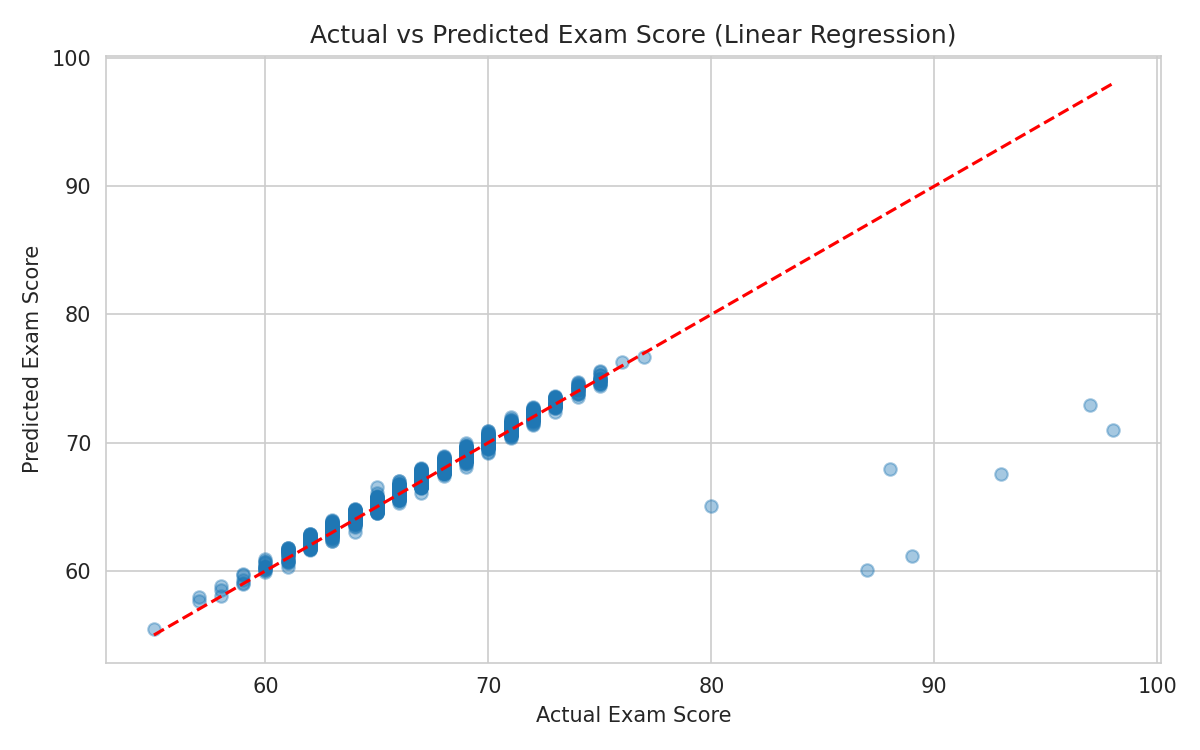 Actual vs Predicted Exam Score (Linear Regression)
100
90
80
70
60
Predicted Exam Score
60 70 80 90 100
Actual Exam Score